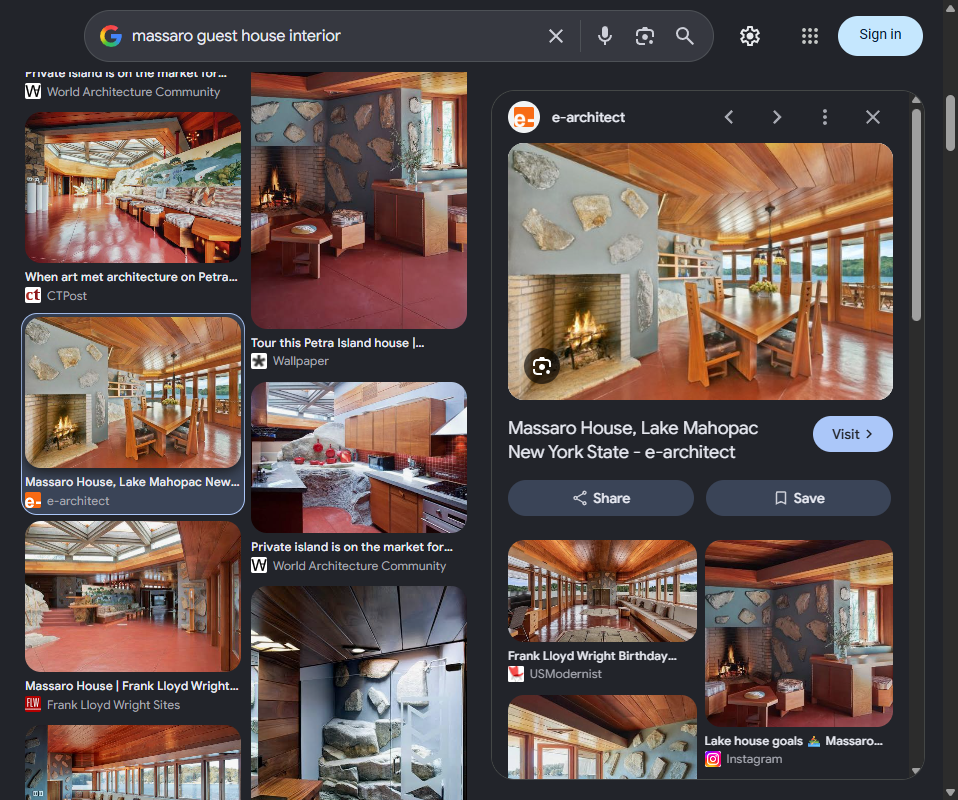 massaro guest house interior
Sign in
Private island is on the market for...
World Architecture Community
When art met architecture on Petra...
ct
CTPost
Massaro House, Lake Mahopac New...
e-
e-architect
Massaro House | Frank Lloyd Wright...
FLW
Frank Lloyd Wright Sites
Tour this Petra Island house |...
Wallpaper
Private island is on the market for...
World Architecture Community
e-
e-architect
Massaro House, Lake Mahopac
New York State - e-architect
Visit
Share
Save
Frank Lloyd Wright Birthday...
USModernist
Lake house goals 🏊 Massaro...
Instagram